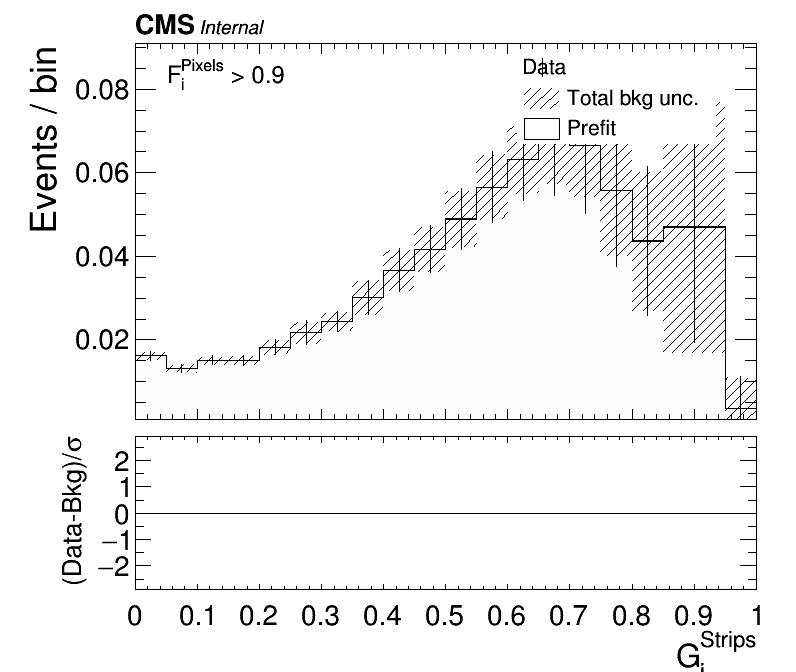 CMS Internal
F_i^Pixels > 0.9
Data
Total bkg unc.
Prefit
Events / bin
0.08
0.06
0.04
0.02
(Data-Bkg)/σ
2
1
0
−1
−2
0 0.1 0.2 0.3 0.4 0.5 0.6 0.7 0.8 0.9 1
G_i^Strips